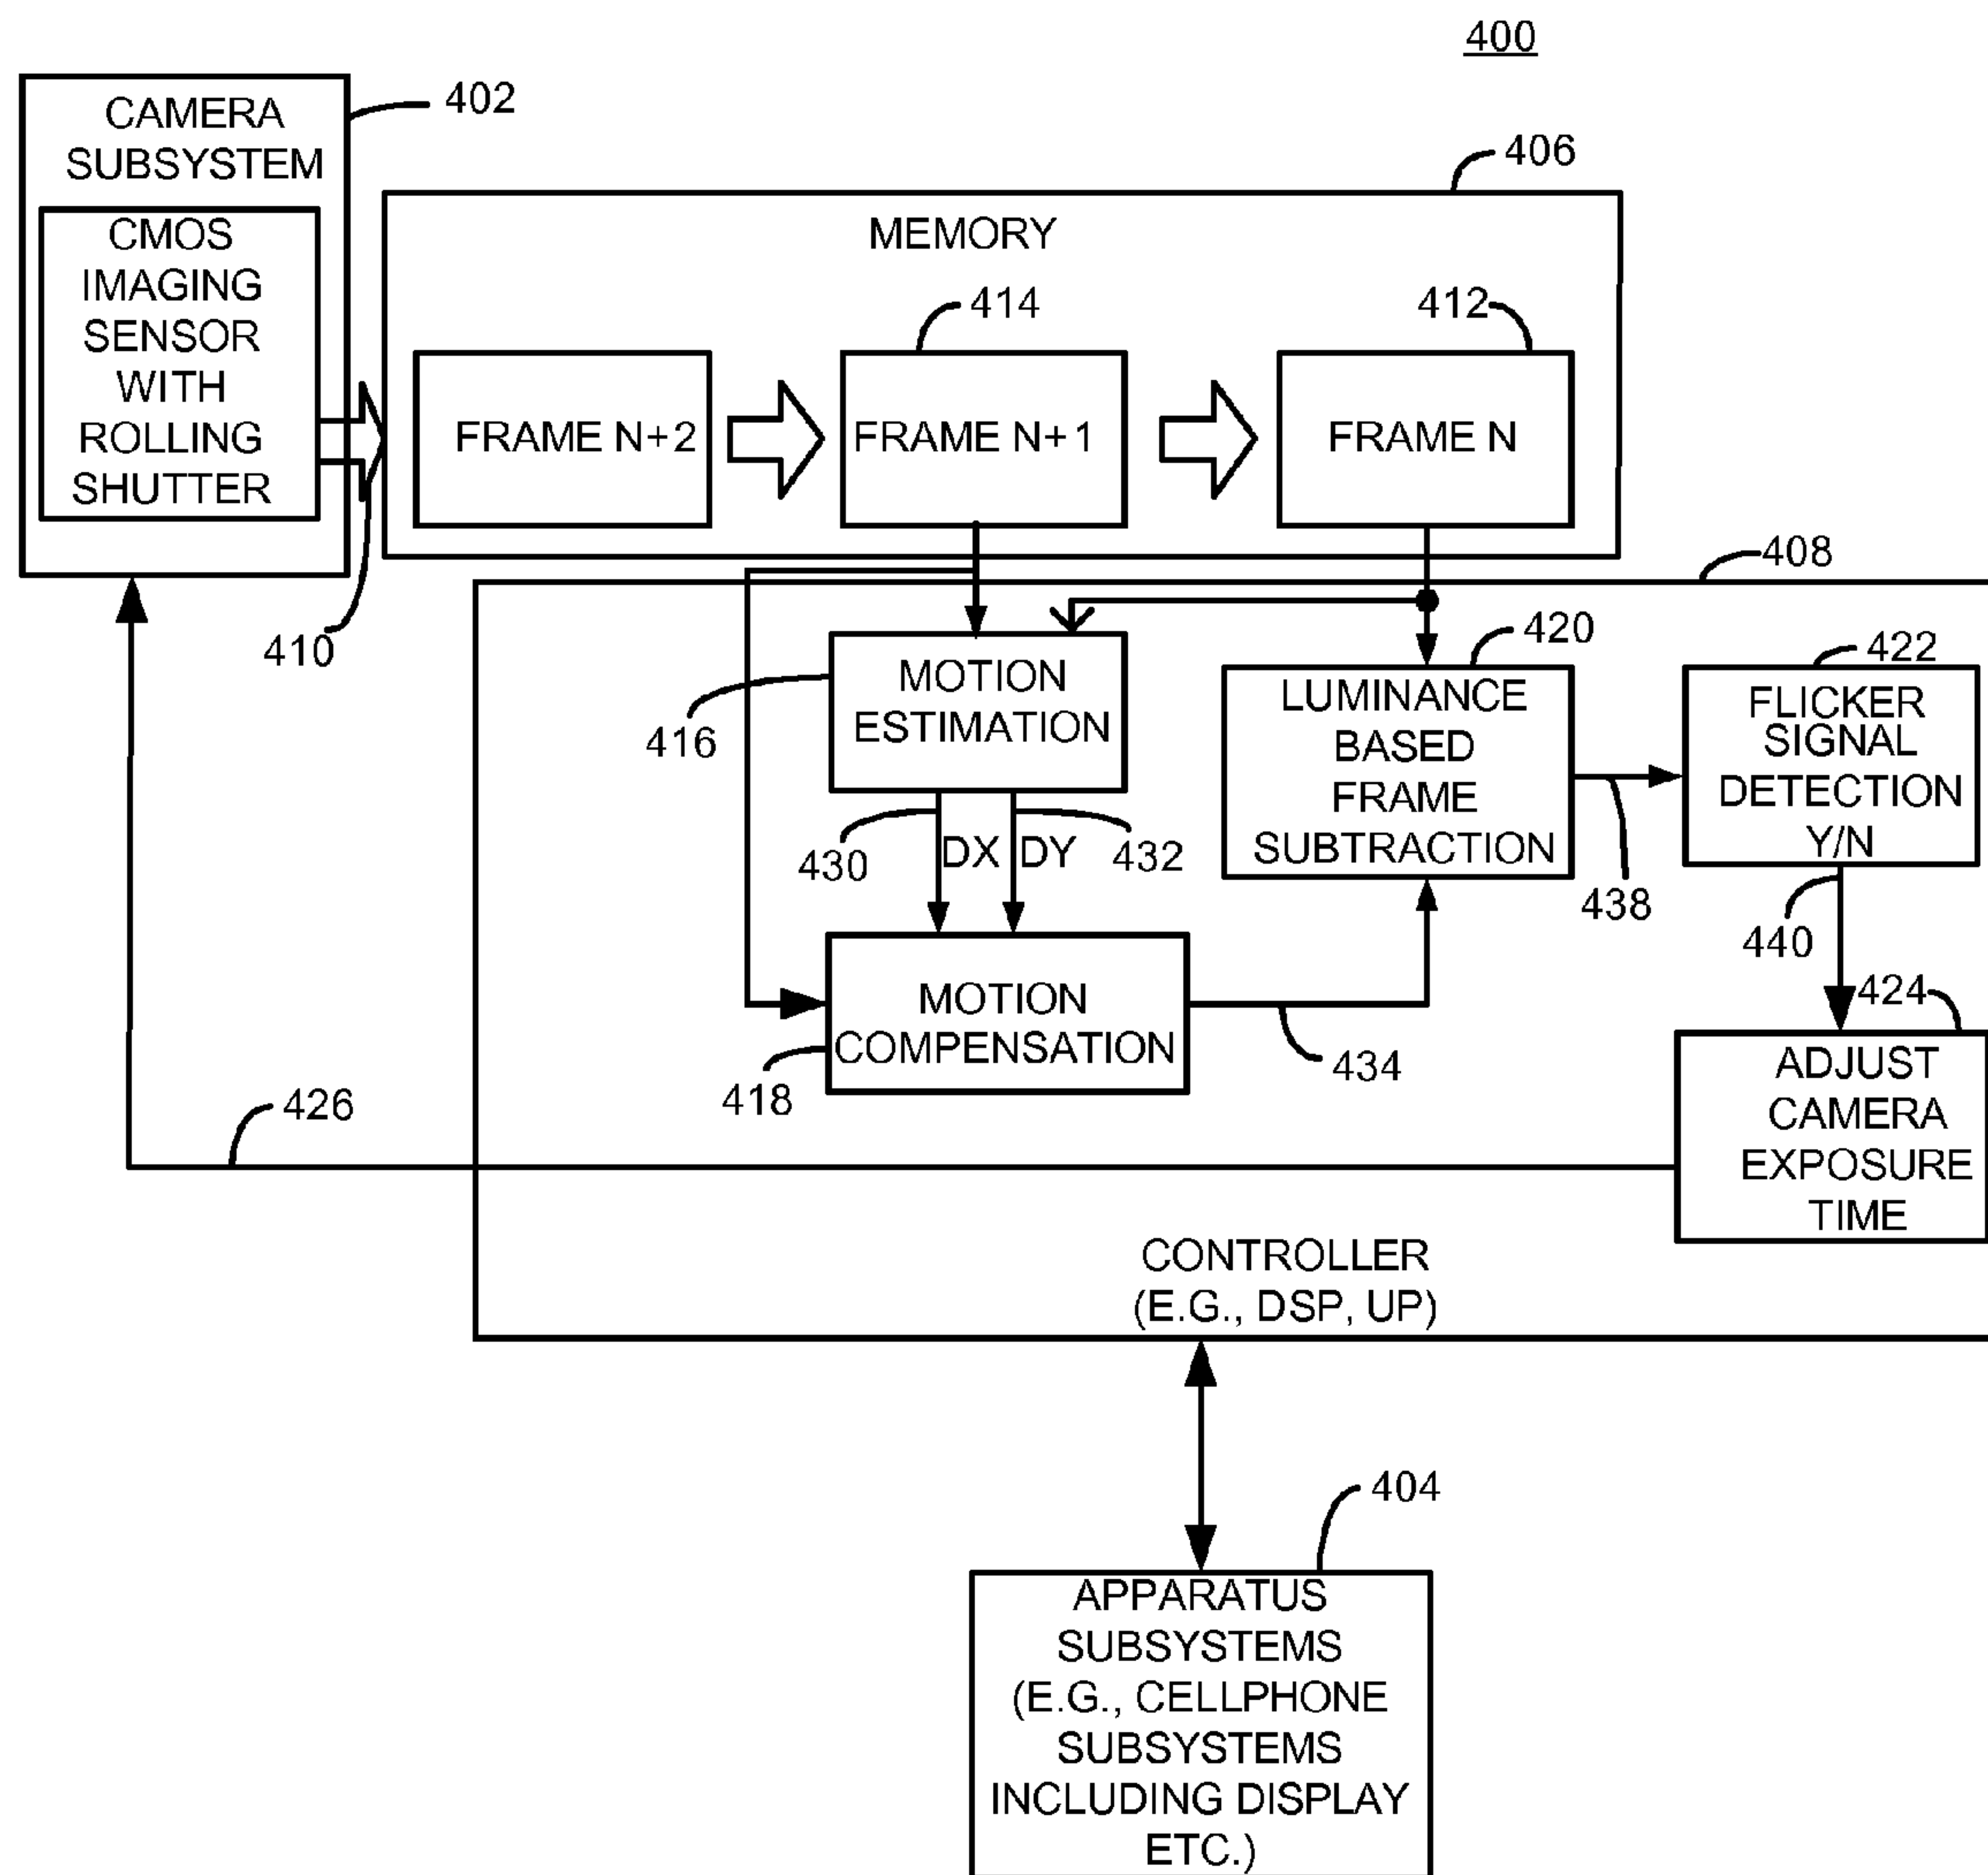 400
CAMERA
SUBSYSTEM
402
CMOS
IMAGING
SENSOR
WITH
ROLLING
SHUTTER
406
MEMORY
414
412
FRAME N+2
FRAME N+1
FRAME N
410
408
MOTION
ESTIMATION
416
420
LUMINANCE
BASED
FRAME
SUBTRACTION
422
FLICKER
SIGNAL
DETECTION
Y/N
430
DX
DY
432
438
440
MOTION
COMPENSATION
418
434
424
ADJUST
CAMERA
EXPOSURE
TIME
426
CONTROLLER
(E.G., DSP, UP)
404
APPARATUS
SUBSYSTEMS
(E.G., CELLPHONE
SUBSYSTEMS
INCLUDING DISPLAY
ETC.)